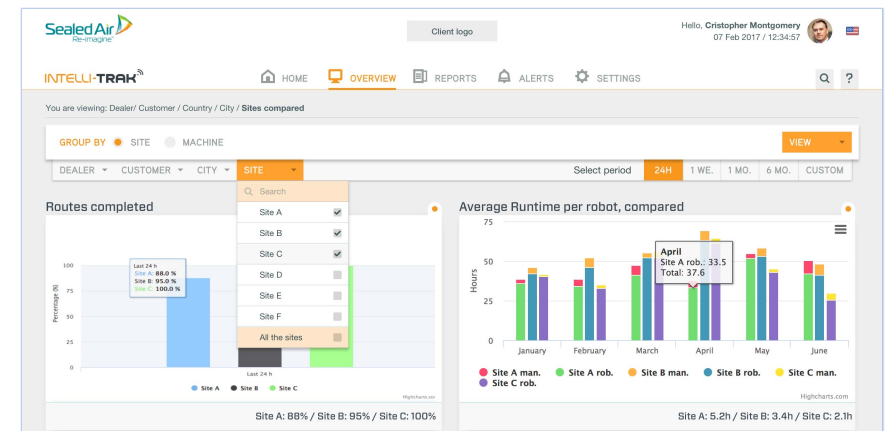 Sealed Air
Re-imagine
Client logo
Hello, Cristopher Montgomery
07 Feb 2017 / 12:34:57
INTELLI-TRAK
HOME
OVERVIEW
REPORTS
ALERTS
SETTINGS
?
You are viewing: Dealer/ Customer / Country / City / Sites compared
GROUP BY
SITE
MACHINE
VIEW
DEALER
CUSTOMER
CITY
SITE
Select period
24H
1 WE.
1 MO.
6 MO.
CUSTOM
Search
Site A
Site B
Site C
Site D
Site E
Site F
All the sites
Routes completed
Percentage (%)
100
75
50
25
0
Last 24 h
Site A: 88.0 %
Site B: 95.0 %
Site C: 100.0 %
Last 24 h
Site A
Site B
Site C
Site A: 88% / Site B: 95% / Site C: 100%
Average Runtime per robot, compared
Hours
75
50
25
0
April
Site A rob.: 33.5
Total: 37.6
January
February
March
April
May
June
Site A man.
Site A rob.
Site B man.
Site B rob.
Site C man.
Site C rob.
Highcharts.com
Site A: 5.2h / Site B: 3.4h / Site C: 2.1h